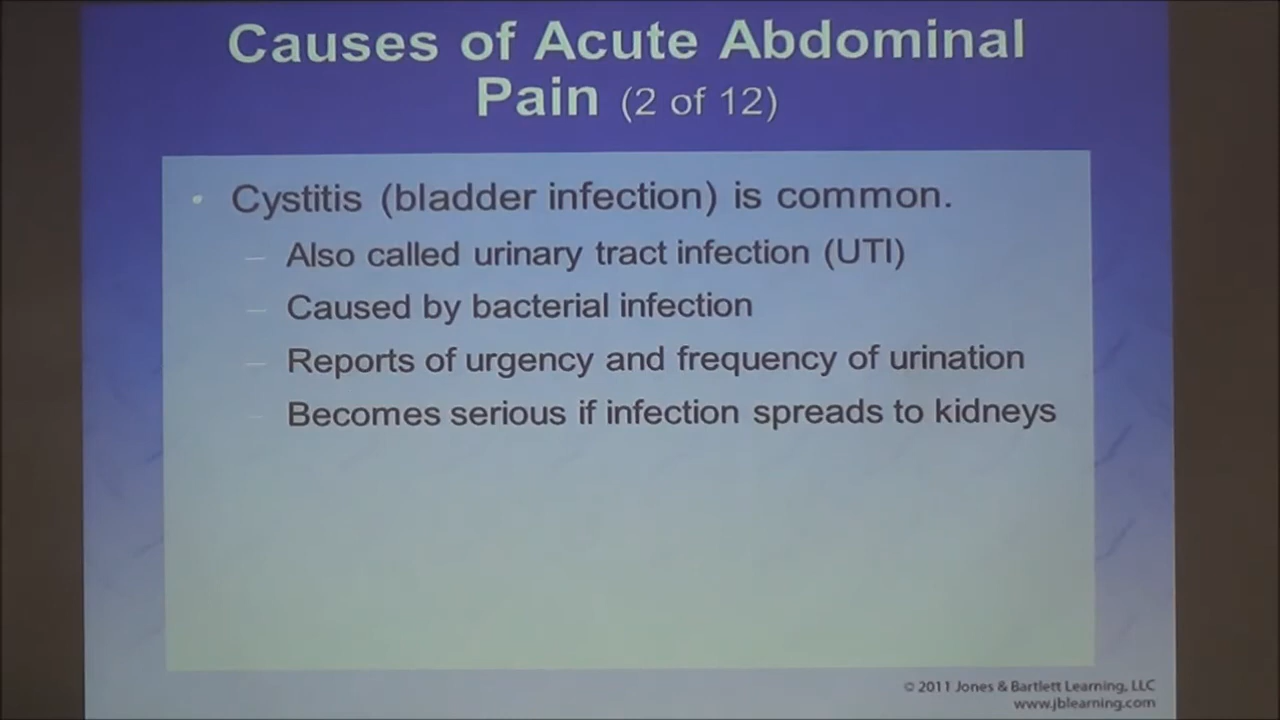 Causes of Acute Abdominal
Pain (2 of 12)
• Cystitis (bladder infection) is common.
– Also called urinary tract infection (UTI)
– Caused by bacterial infection
– Reports of urgency and frequency of urination
– Becomes serious if infection spreads to kidneys
© 2011 Jones & Bartlett Learning, LLC
www.jblearning.com